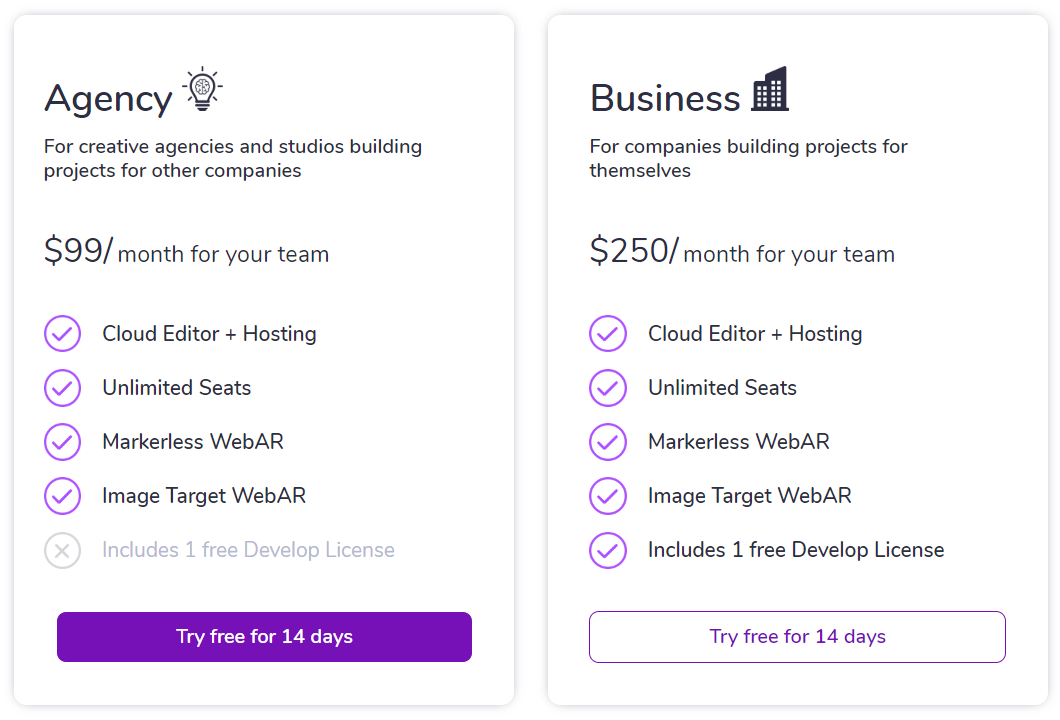 Agency
For creative agencies and studios building
projects for other companies
$99/ month for your team
Cloud Editor + Hosting
Unlimited Seats
Markerless WebAR
Image Target WebAR
Includes 1 free Develop License
Try free for 14 days
Business
For companies building projects for
themselves
$250/ month for your team
Cloud Editor + Hosting
Unlimited Seats
Markerless WebAR
Image Target WebAR
Includes 1 free Develop License
Try free for 14 days